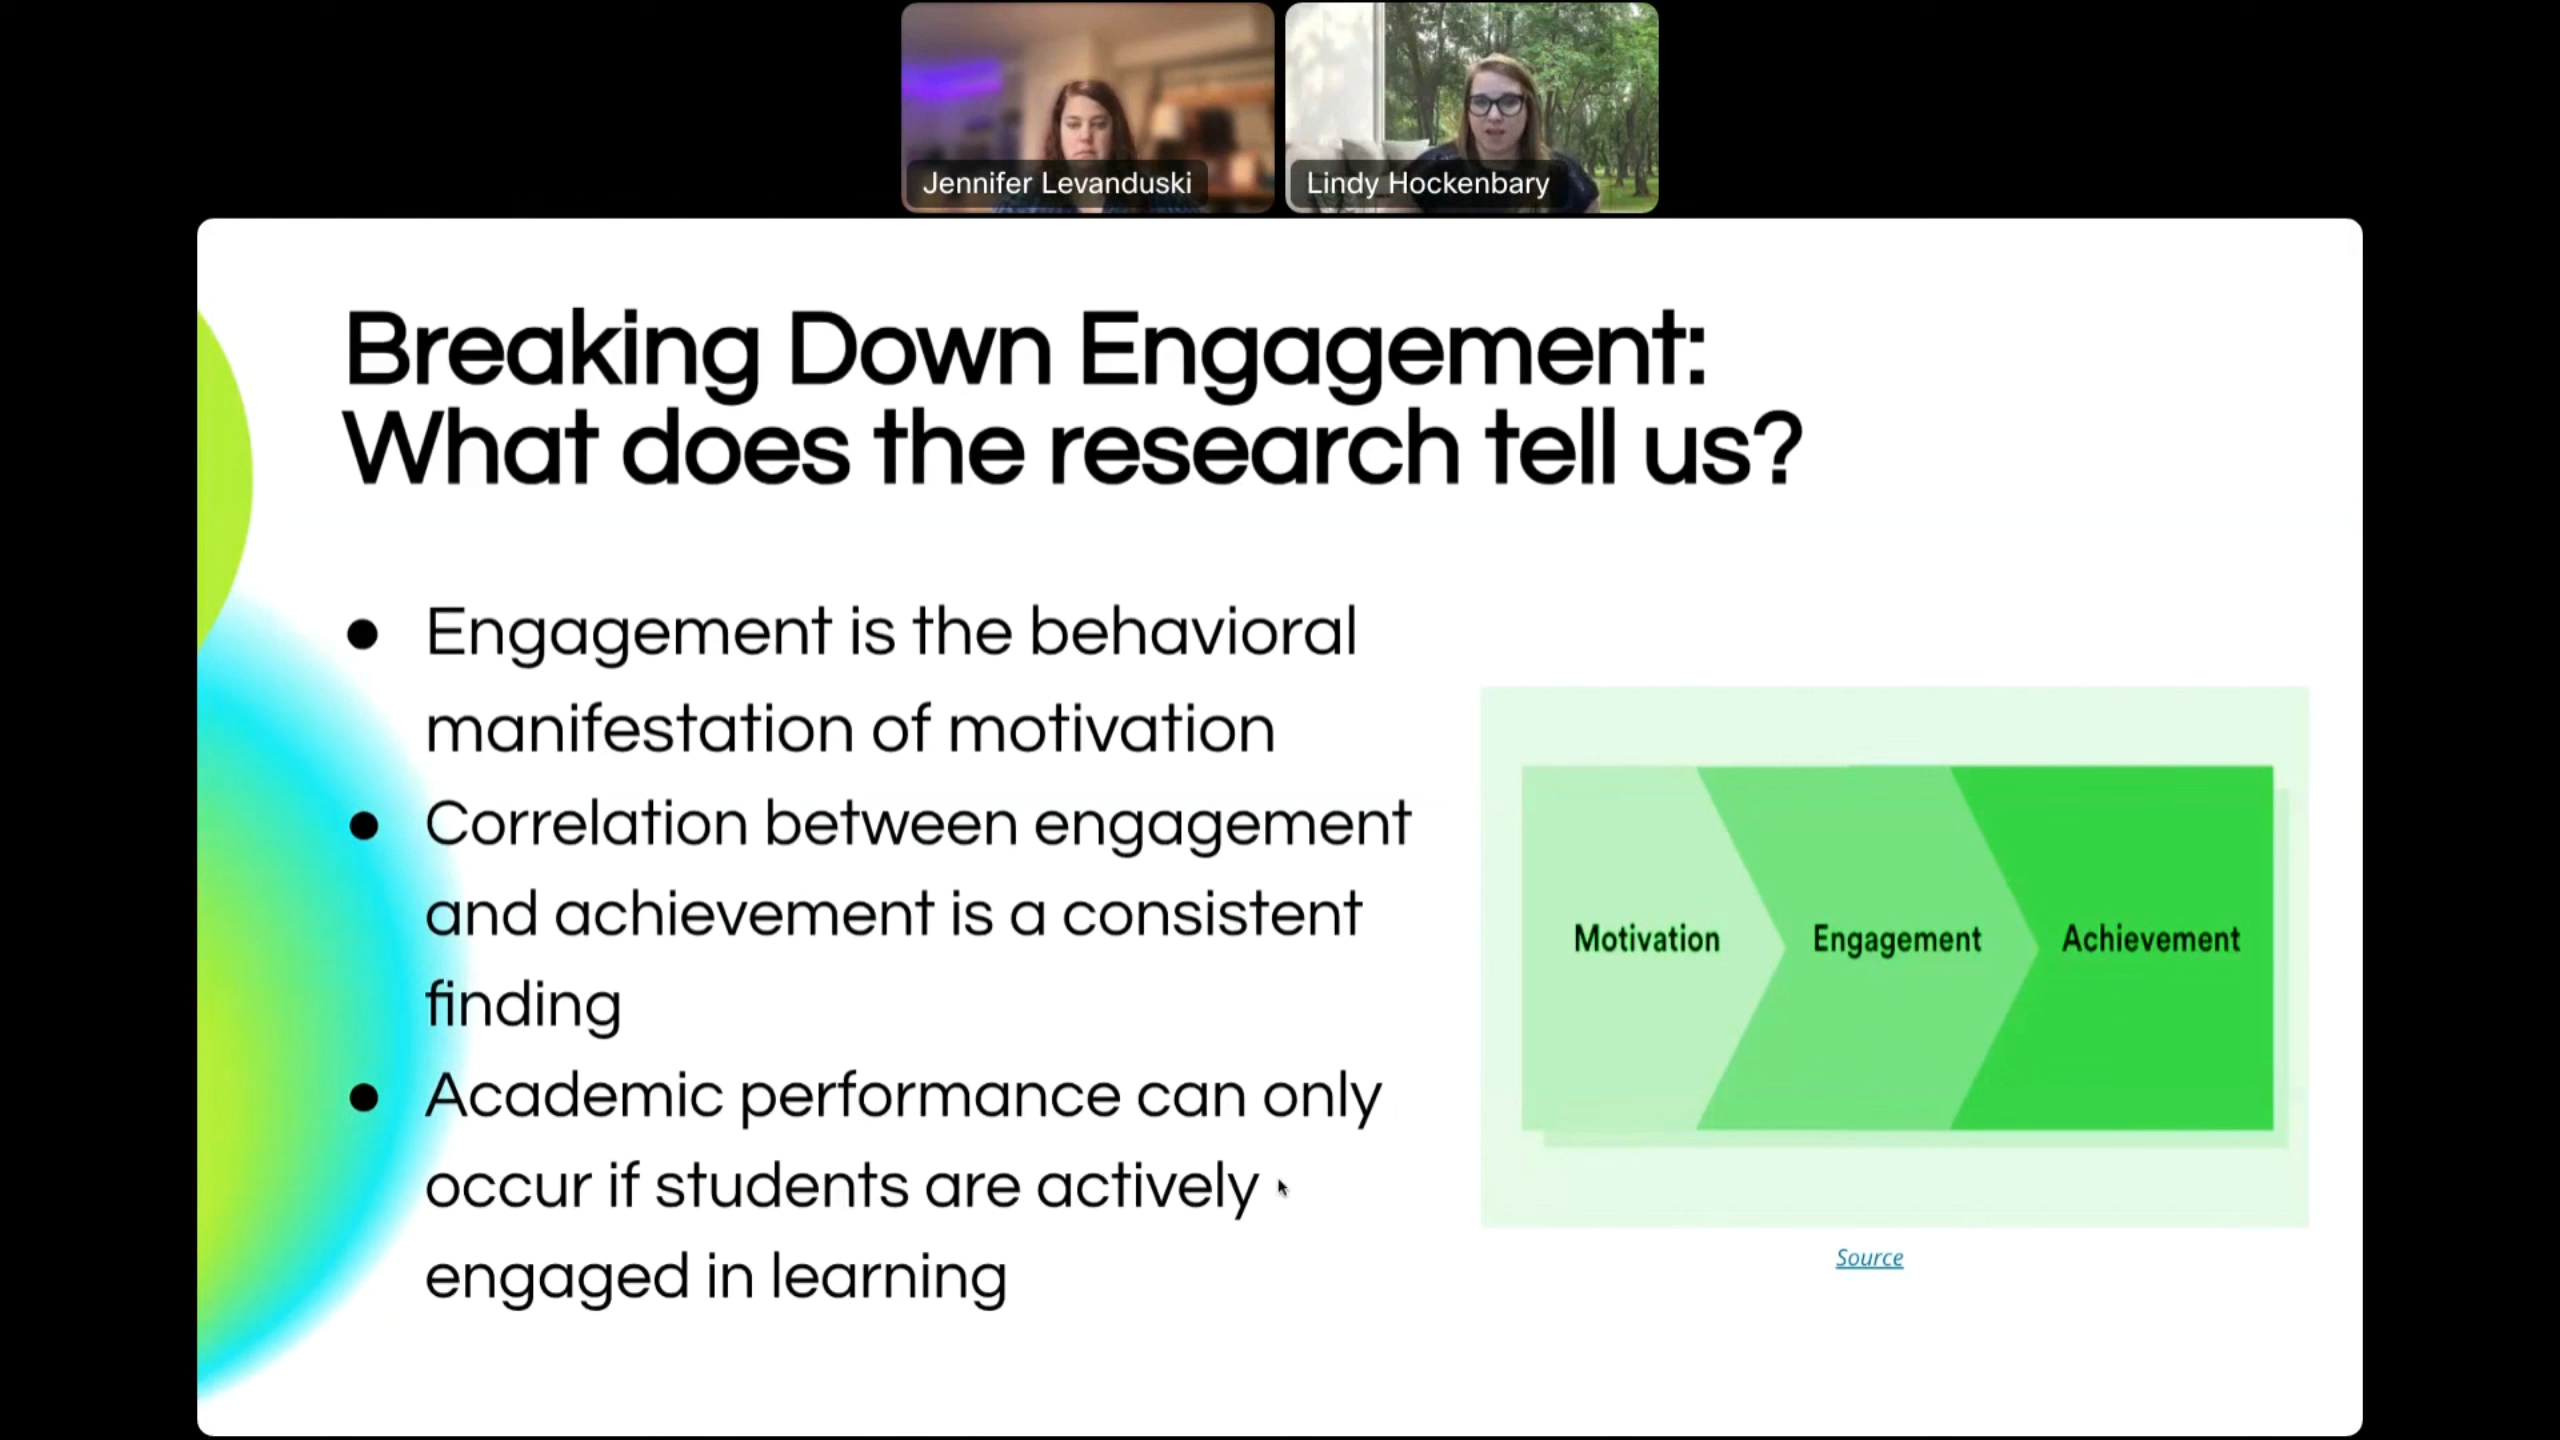 Jennifer Levanduski
Lindy Hockenbary
Breaking Down Engagement:
What does the research tell us?
● Engagement is the behavioral
manifestation of motivation
● Correlation between engagement
and achievement is a consistent
finding
● Academic performance can only
occur if students are actively
engaged in learning
Motivation
Engagement
Achievement
Source